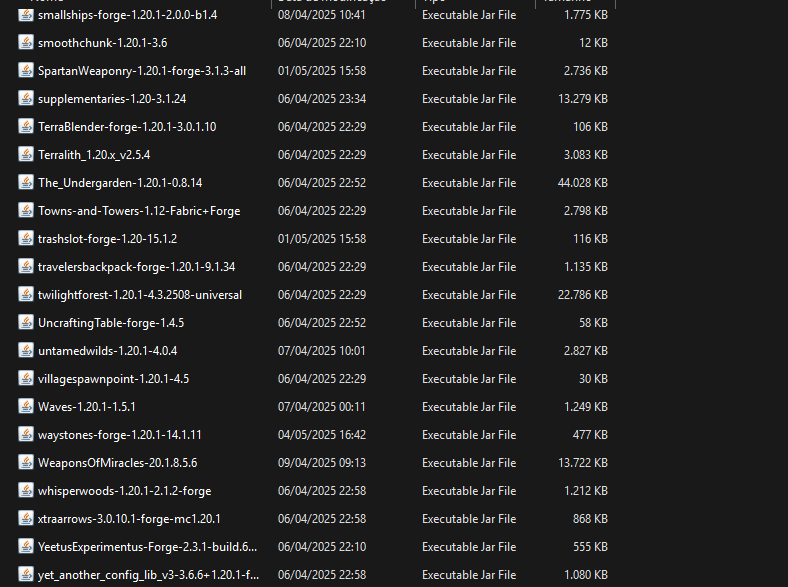 smallships-forge-1.20.1-2.0.0-b1.4 08/04/2025 10:41 Executable Jar File 1.775 KB
smoothchunk-1.20.1-3.6 06/04/2025 22:10 Executable Jar File 12 KB
SpartanWeaponry-1.20.1-forge-3.1.3-all 01/05/2025 15:58 Executable Jar File 2.736 KB
supplementaries-1.20-3.1.24 06/04/2025 23:34 Executable Jar File 13.279 KB
TerraBlender-forge-1.20.1-3.0.1.10 06/04/2025 22:29 Executable Jar File 106 KB
Terralith_1.20.x_v2.5.4 06/04/2025 22:29 Executable Jar File 3.083 KB
The_Undergarden-1.20.1-0.8.14 06/04/2025 22:52 Executable Jar File 44.028 KB
Towns-and-Towers-1.12-Fabric+Forge 06/04/2025 22:29 Executable Jar File 2.798 KB
trashslot-forge-1.20-15.1.2 01/05/2025 15:58 Executable Jar File 116 KB
travelersbackpack-forge-1.20.1-9.1.34 06/04/2025 22:29 Executable Jar File 1.135 KB
twilightforest-1.20.1-4.3.2508-universal 06/04/2025 22:29 Executable Jar File 22.786 KB
UncraftingTable-forge-1.4.5 06/04/2025 22:52 Executable Jar File 58 KB
untamedwilds-1.20.1-4.0.4 07/04/2025 10:01 Executable Jar File 2.827 KB
villagespawnpoint-1.20.1-4.5 06/04/2025 22:29 Executable Jar File 30 KB
Waves-1.20.1-1.5.1 07/04/2025 00:11 Executable Jar File 1.249 KB
waystones-forge-1.20.1-14.1.11 04/05/2025 16:42 Executable Jar File 477 KB
WeaponsOfMiracles-20.1.8.5.6 09/04/2025 09:13 Executable Jar File 13.722 KB
whisperwoods-1.20.1-2.1.2-forge 06/04/2025 22:58 Executable Jar File 1.212 KB
xtraarrows-3.0.10.1-forge-mc1.20.1 06/04/2025 22:58 Executable Jar File 868 KB
YeetusExperimentus-Forge-2.3.1-build.6... 06/04/2025 22:10 Executable Jar File 555 KB
yet_another_config_lib_v3-3.6.6+1.20.1-f... 06/04/2025 22:58 Executable Jar File 1.080 KB